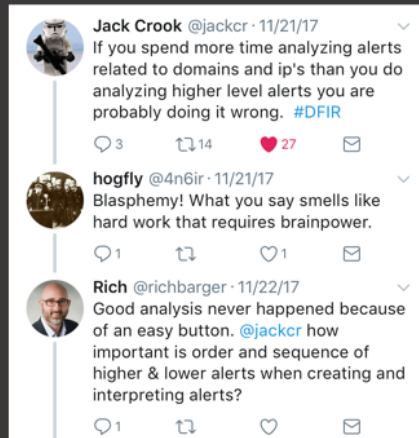 Jack Crook @jackcr · 11/21/17
If you spend more time analyzing alerts
related to domains and ip's than you do
analyzing higher level alerts you are
probably doing it wrong. #DFIR
3 14 27
hogfly @4n6ir · 11/21/17
Blasphemy! What you say smells like
hard work that requires brainpower.
1 1
Rich @richbarger · 11/22/17
Good analysis never happened because
of an easy button. @jackcr how
important is order and sequence of
higher & lower alerts when creating and
interpreting alerts?
1